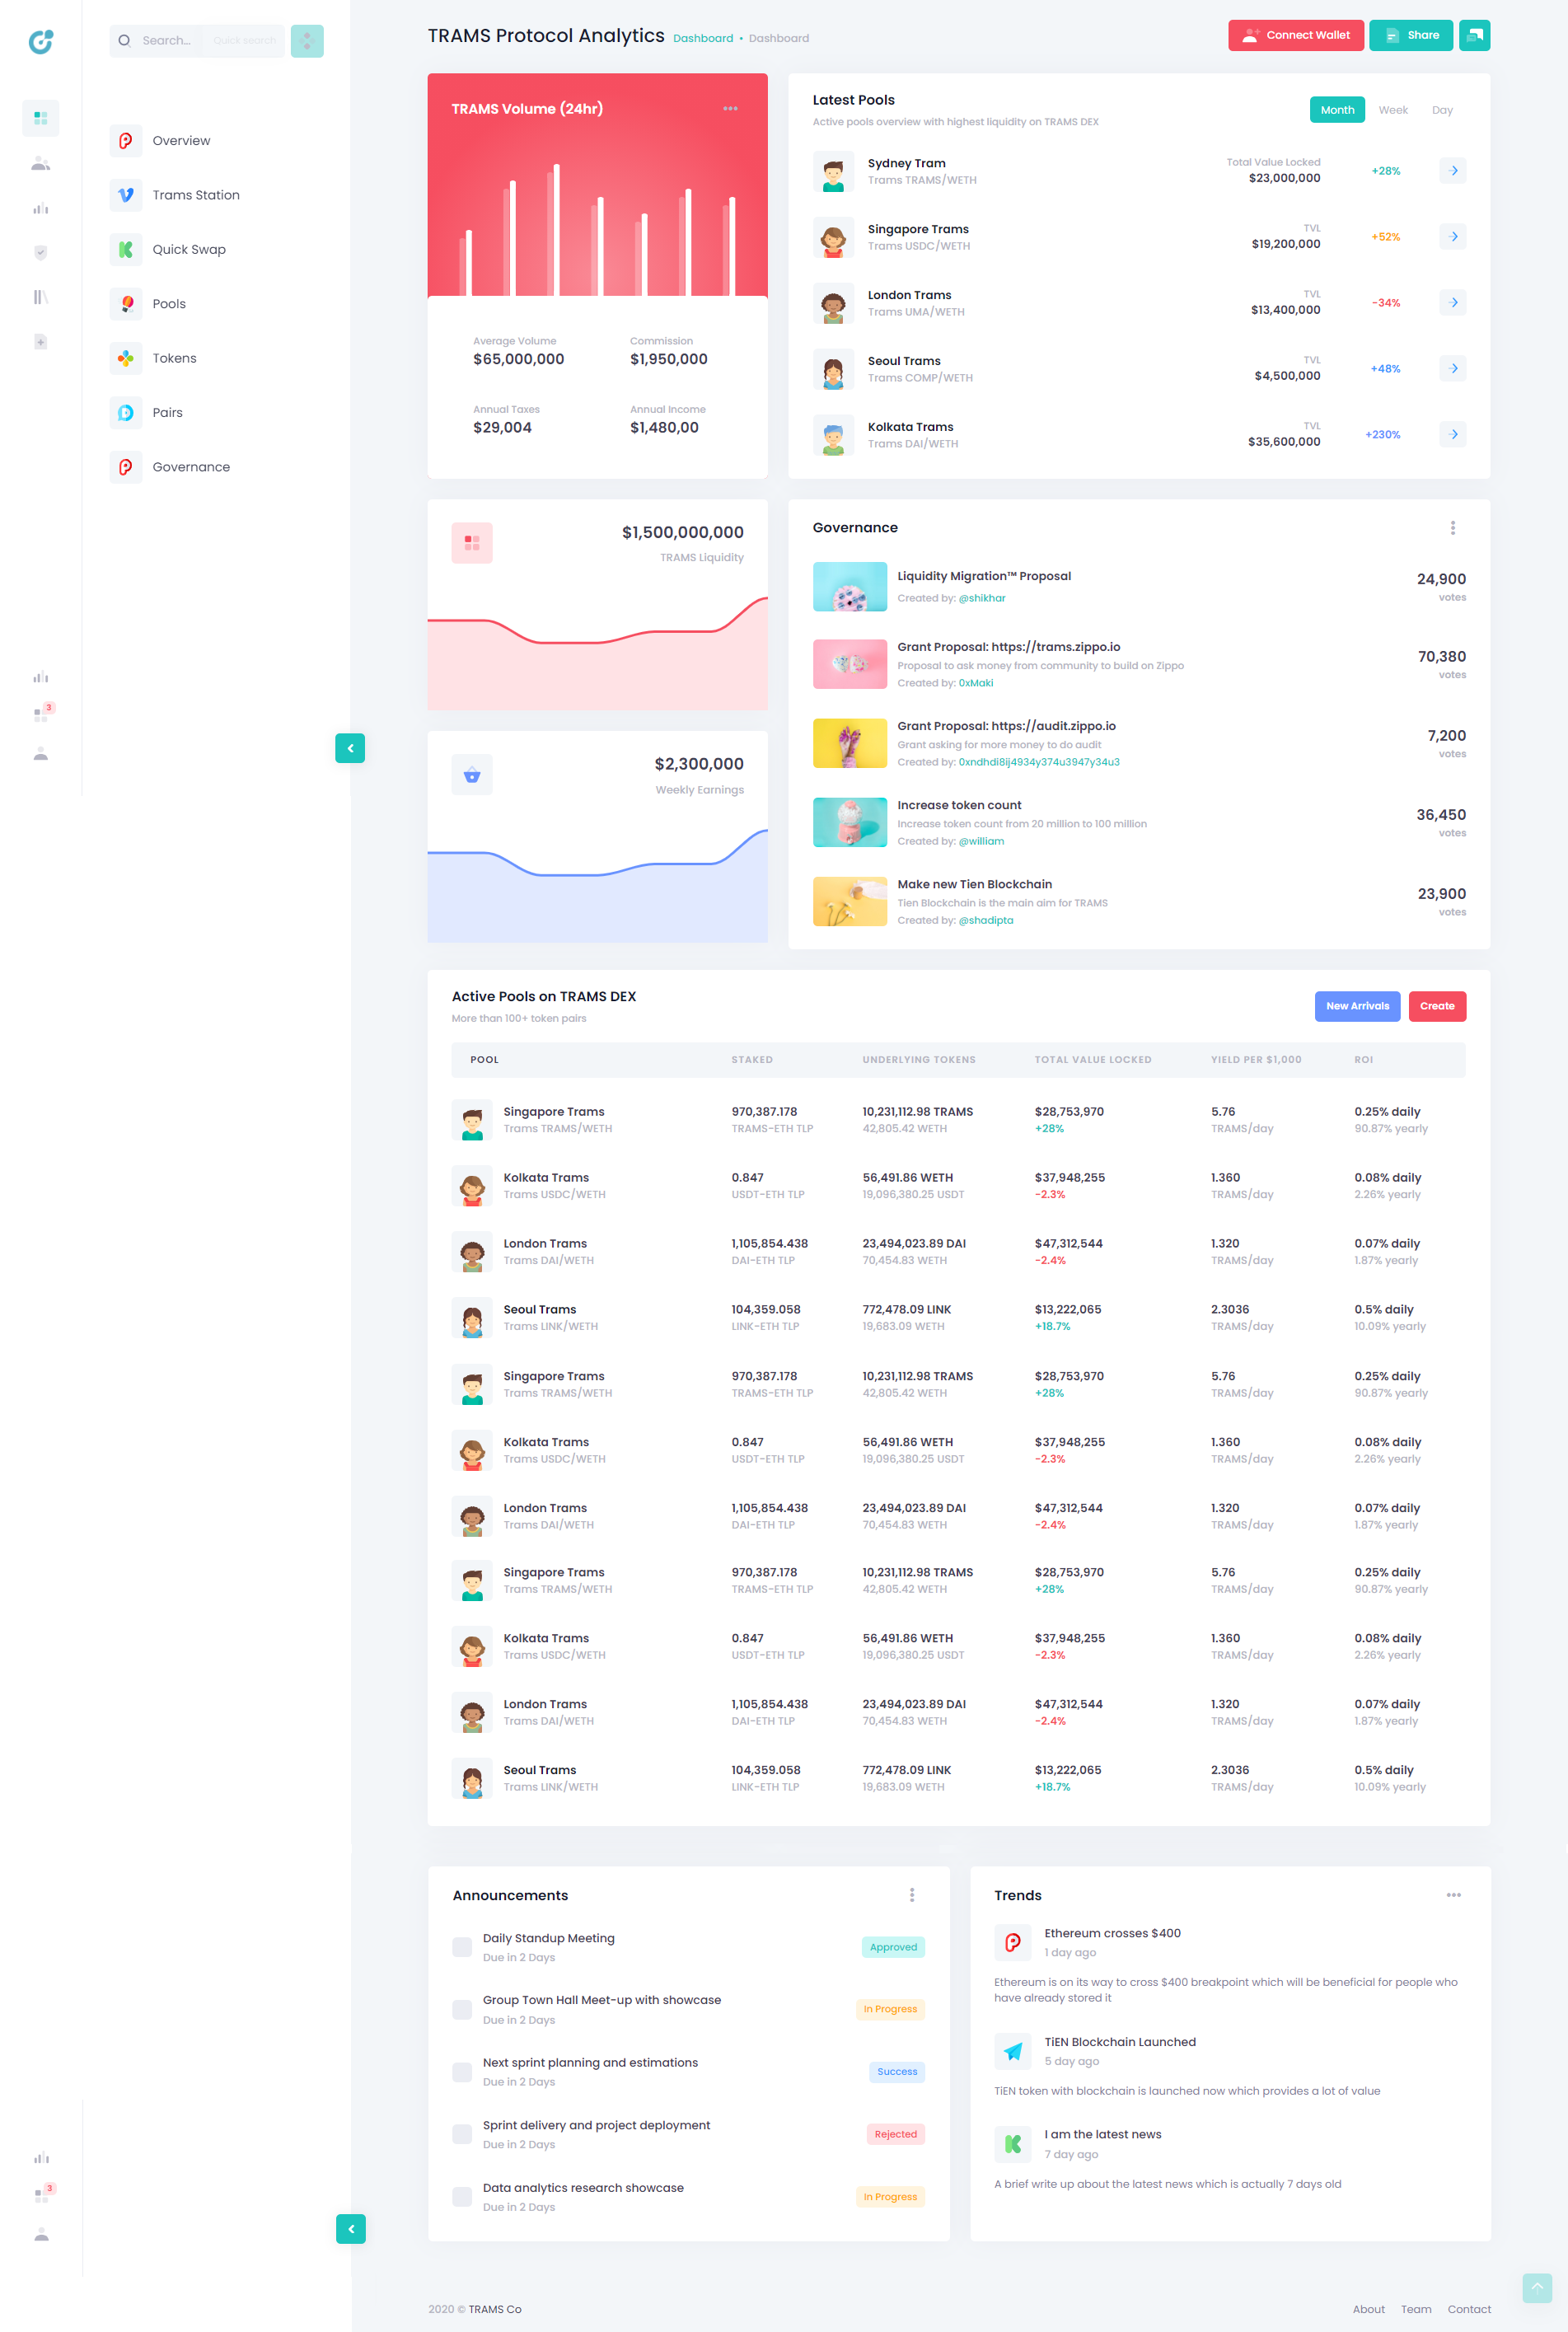 Search...
Quick search
Overview
Trams Station
Quick Swap
Pools
Tokens
Pairs
Governance
3
TRAMS Protocol Analytics
Dashboard • Dashboard
Connect Wallet
Share
TRAMS Volume (24hr)
Average Volume
$65,000,000
Commission
$1,950,000
Annual Taxes
$29,004
Annual Income
$1,480,00
Latest Pools
Active pools overview with highest liquidity on TRAMS DEX
Month
Week
Day
Sydney Tram
Trams TRAMS/WETH
Total Value Locked
$23,000,000
+28%
Singapore Trams
Trams USDC/WETH
TVL
$19,200,000
+52%
London Trams
Trams UMA/WETH
TVL
$13,400,000
-34%
Seoul Trams
Trams COMP/WETH
TVL
$4,500,000
+48%
Kolkata Trams
Trams DAI/WETH
TVL
$35,600,000
+230%
$1,500,000,000
TRAMS Liquidity
$2,300,000
Weekly Earnings
Governance
Liquidity Migration™ Proposal
Created by: @shikhar
24,900
votes
Grant Proposal: https://trams.zippo.io
Proposal to ask money from community to build on Zippo
Created by: 0xMaki
70,380
votes
Grant Proposal: https://audit.zippo.io
Grant asking for more money to do audit
Created by: 0xndhdi8ij4934y374u3947y34u3
7,200
votes
Increase token count
Increase token count from 20 million to 100 million
Created by: @william
36,450
votes
Make new Tien Blockchain
Tien Blockchain is the main aim for TRAMS
Created by: @shadipta
23,900
votes
Active Pools on TRAMS DEX
More than 100+ token pairs
New Arrivals
Create
POOL STAKED UNDERLYING TOKENS TOTAL VALUE LOCKED YIELD PER $1,000 ROI
Singapore Trams 970,387.178 10,231,112.98 TRAMS $28,753,970 5.76 0.25% daily
Trams TRAMS/WETH TRAMS-ETH TLP 42,805.42 WETH +28% TRAMS/day 90.87% yearly
Kolkata Trams 0.847 56,491.86 WETH $37,948,255 1.360 0.08% daily
Trams USDC/WETH USDT-ETH TLP 19,096,380.25 USDT -2.3% TRAMS/day 2.26% yearly
London Trams 1,105,854.438 23,494,023.89 DAI $47,312,544 1.320 0.07% daily
Trams DAI/WETH DAI-ETH TLP 70,454.83 WETH -2.4% TRAMS/day 1.87% yearly
Seoul Trams 104,359.058 772,478.09 LINK $13,222,065 2.3036 0.5% daily
Trams LINK/WETH LINK-ETH TLP 19,683.09 WETH +18.7% TRAMS/day 10.09% yearly
Singapore Trams 970,387.178 10,231,112.98 TRAMS $28,753,970 5.76 0.25% daily
Trams TRAMS/WETH TRAMS-ETH TLP 42,805.42 WETH +28% TRAMS/day 90.87% yearly
Kolkata Trams 0.847 56,491.86 WETH $37,948,255 1.360 0.08% daily
Trams USDC/WETH USDT-ETH TLP 19,096,380.25 USDT -2.3% TRAMS/day 2.26% yearly
London Trams 1,105,854.438 23,494,023.89 DAI $47,312,544 1.320 0.07% daily
Trams DAI/WETH DAI-ETH TLP 70,454.83 WETH -2.4% TRAMS/day 1.87% yearly
Singapore Trams 970,387.178 10,231,112.98 TRAMS $28,753,970 5.76 0.25% daily
Trams TRAMS/WETH TRAMS-ETH TLP 42,805.42 WETH +28% TRAMS/day 90.87% yearly
Kolkata Trams 0.847 56,491.86 WETH $37,948,255 1.360 0.08% daily
Trams USDC/WETH USDT-ETH TLP 19,096,380.25 USDT -2.3% TRAMS/day 2.26% yearly
London Trams 1,105,854.438 23,494,023.89 DAI $47,312,544 1.320 0.07% daily
Trams DAI/WETH DAI-ETH TLP 70,454.83 WETH -2.4% TRAMS/day 1.87% yearly
Seoul Trams 104,359.058 772,478.09 LINK $13,222,065 2.3036 0.5% daily
Trams LINK/WETH LINK-ETH TLP 19,683.09 WETH +18.7% TRAMS/day 10.09% yearly
Announcements
Daily Standup Meeting
Due in 2 Days
Approved
Group Town Hall Meet-up with showcase
Due in 2 Days
In Progress
Next sprint planning and estimations
Due in 2 Days
Success
Sprint delivery and project deployment
Due in 2 Days
Rejected
Data analytics research showcase
Due in 2 Days
In Progress
Trends
Ethereum crosses $400
1 day ago
Ethereum is on its way to cross $400 breakpoint which will be beneficial for people who
have already stored it
TiEN Blockchain Launched
5 day ago
TiEN token with blockchain is launched now which provides a lot of value
I am the latest news
7 day ago
A brief write up about the latest news which is actually 7 days old
3
2020 © TRAMS Co
About
Team
Contact